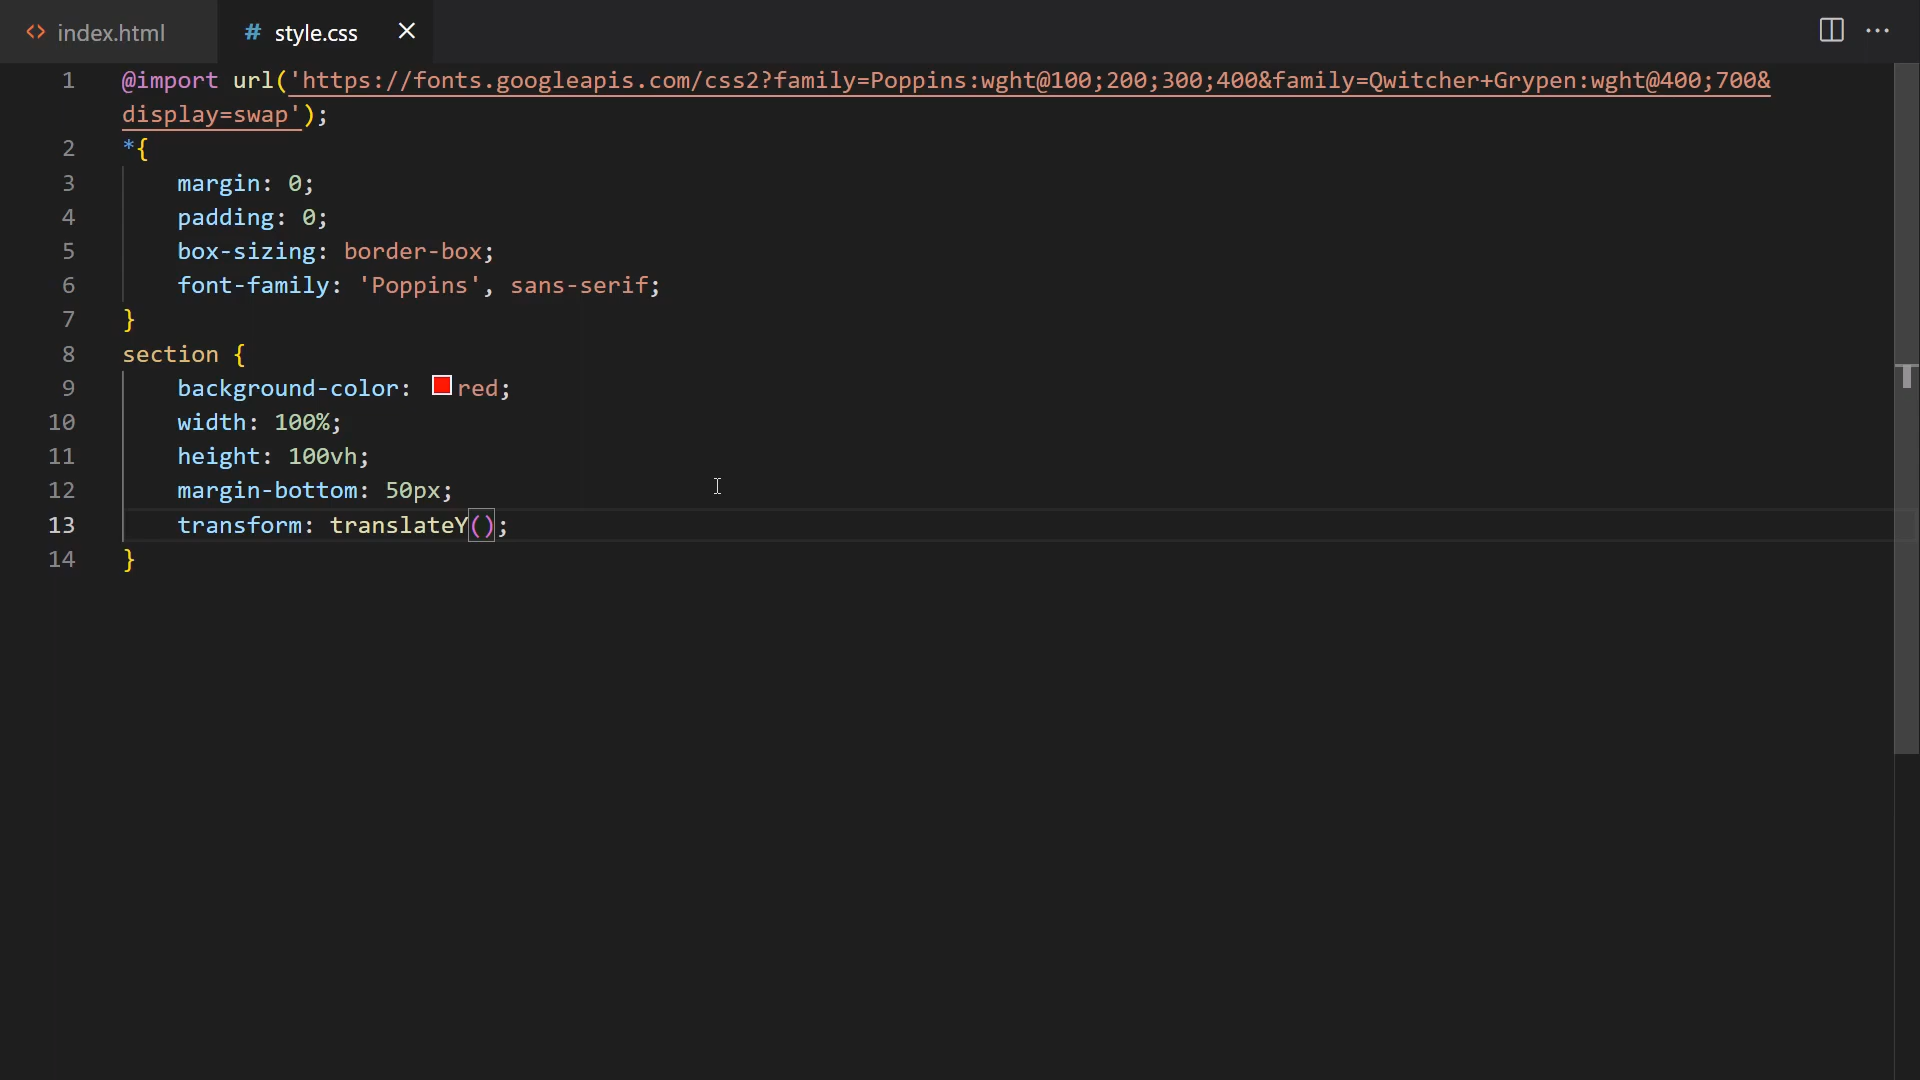 <> index.html # style.css
1 @import url('https://fonts.googleapis.com/css2?family=Poppins:wght@100;200;300;400&family=Qwitcher+Grypen:wght@400;700&
display=swap');
2 *{
3 margin: 0;
4 padding: 0;
5 box-sizing: border-box;
6 font-family: 'Poppins', sans-serif;
7 }
8 section {
9 background-color: red;
10 width: 100%;
11 height: 100vh;
12 margin-bottom: 50px;
13 transform: translateY();
14 }